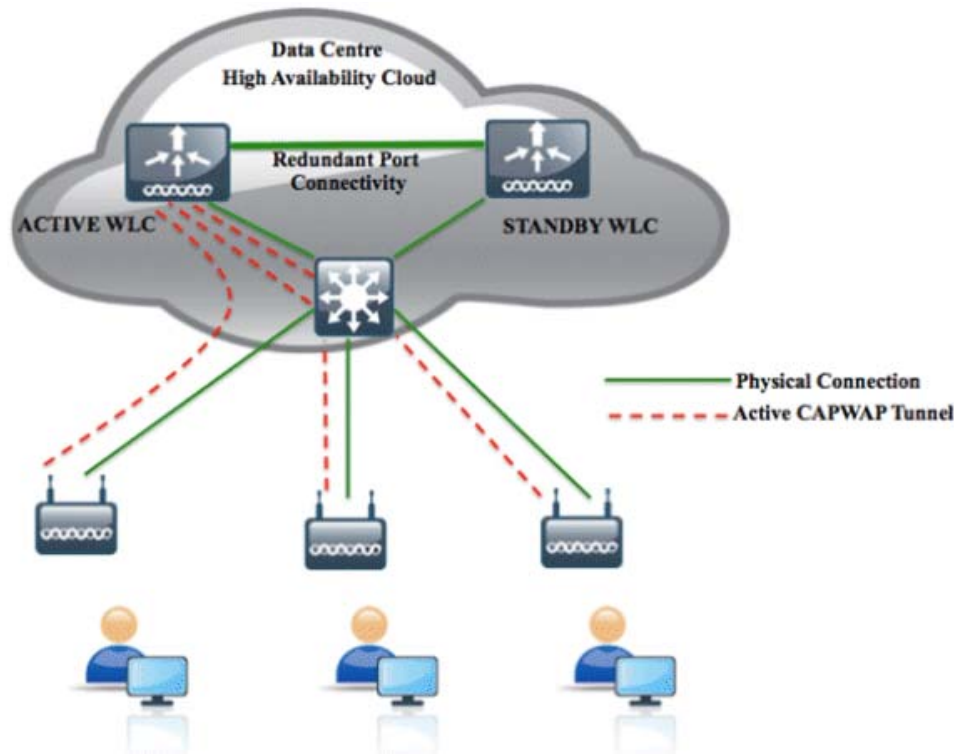 Data Centre
High Availability Cloud
Redundant Port
Connectivity
ACTIVE WLC
STANDBY WLC
Physical Connection
Active CAPWAP Tunnel